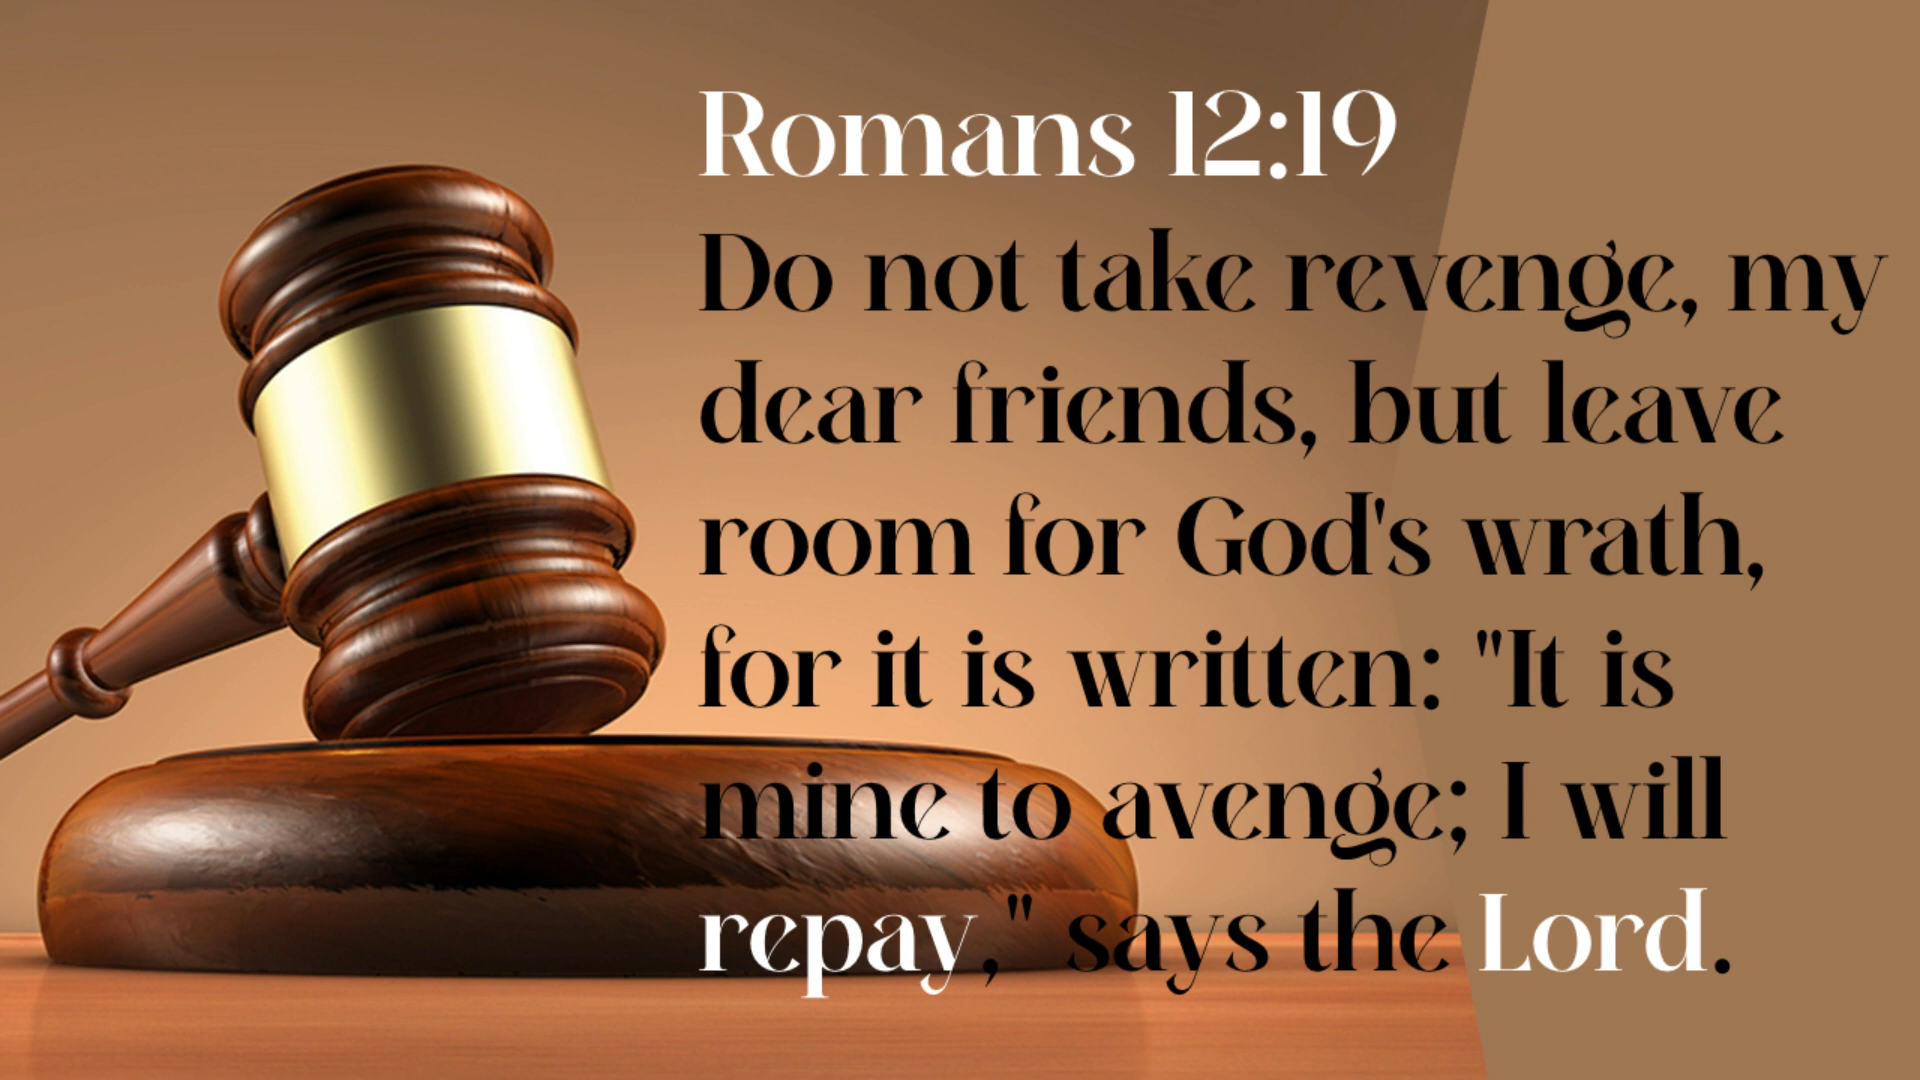 Romans 12:19
Do not take revenge, my
dear friends, but leave
room for God's wrath,
for it is written: "It is
mine to avenge; I will
repay," says the Lord.